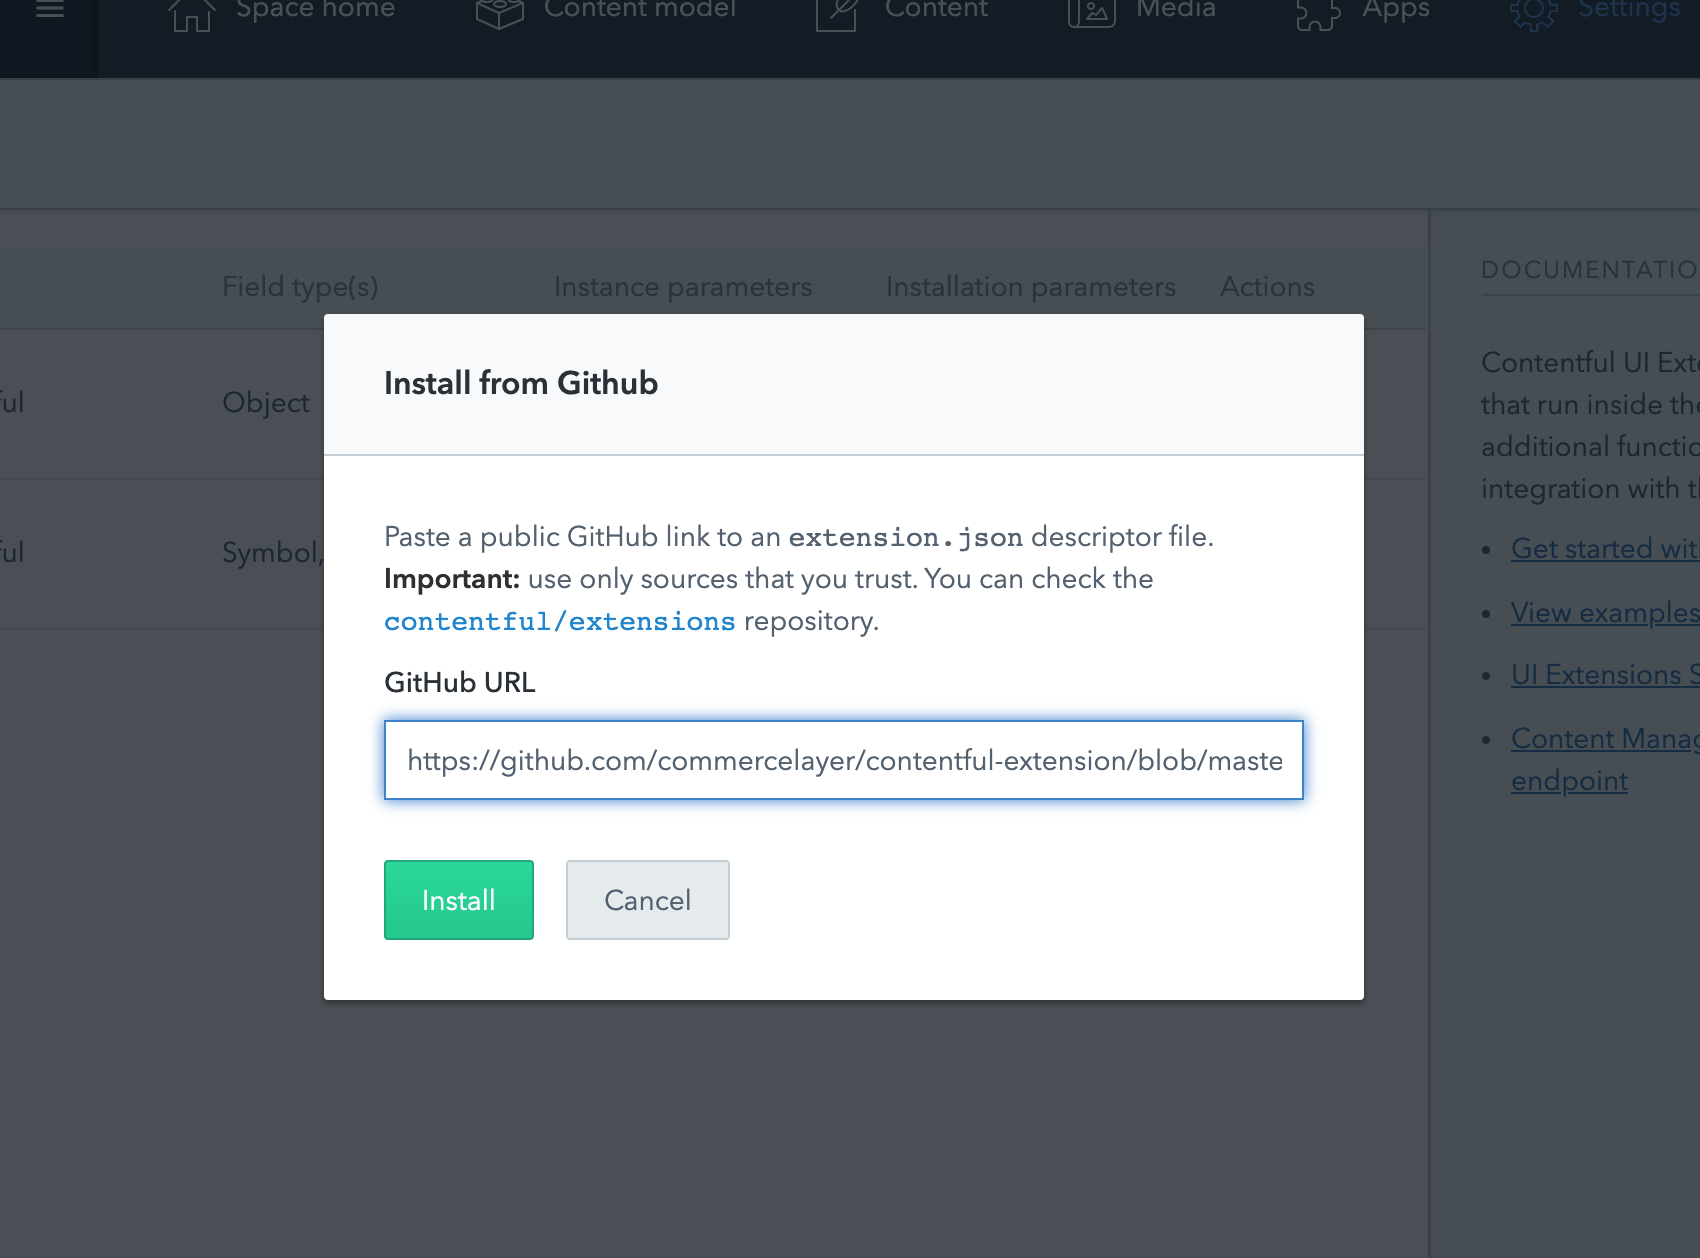 Space home
Content model
Content
Media
Apps
Settings
Field type(s)
Instance parameters
Installation parameters
Actions
DOCUMENTATIO
Install from Github
Contentful UI Ext
that run inside the
additional functio
integration with t
ful
Object
ful
Symbol,
Paste a public GitHub link to an extension.json descriptor file.
Important: use only sources that you trust. You can check the
contentful/extensions repository.
GitHub URL
https://github.com/commercelayer/contentful-extension/blob/maste
Install
Cancel
Get started wit
View examples
UI Extensions S
Content Manag
endpoint